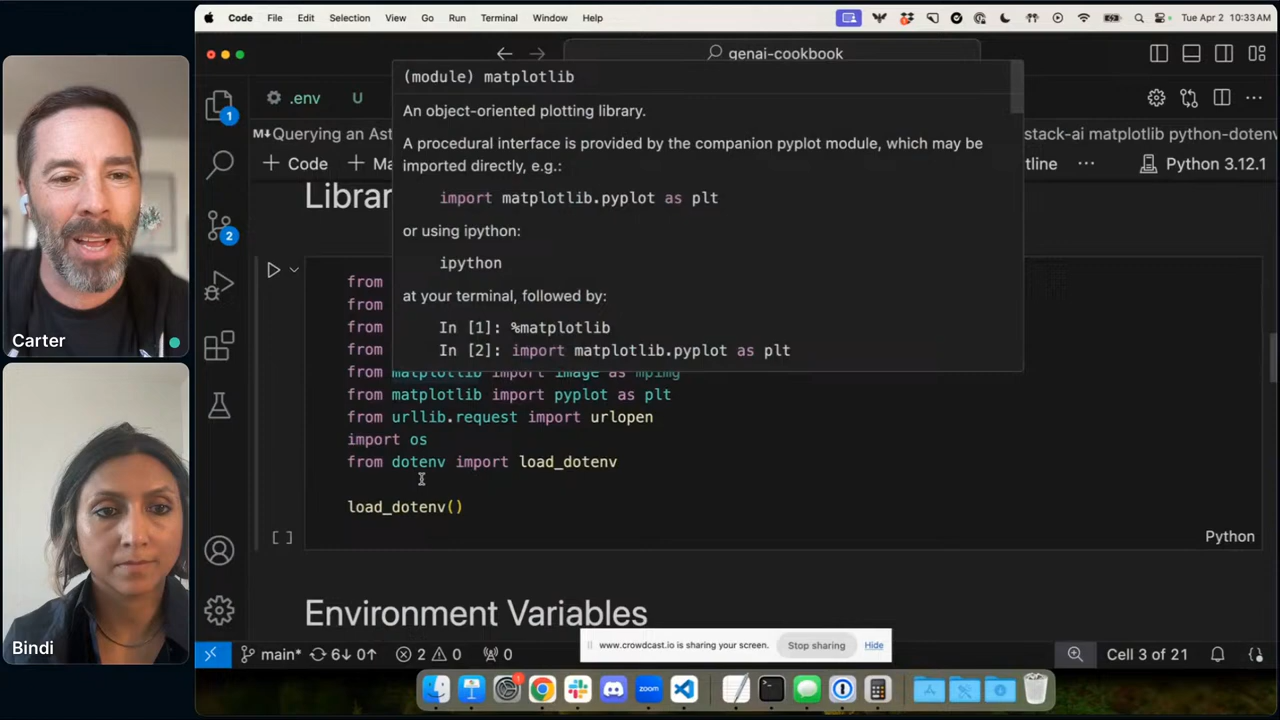 Code File Edit Selection View Go Run Terminal Window Help Tue Apr 2 10:33 AM
genai-cookbook
.env U
(module) matplotlib
An object-oriented plotting library.
Querying an Ast
stack-ai matplotlib python-dotenv
A procedural interface is provided by the companion pyplot module, which may be
imported directly, e.g.:
+ Code + Ma
tline ... Python 3.12.1
Librar
import matplotlib.pyplot as plt
or using ipython:
ipython
at your terminal, followed by:
In [1]: %matplotlib
In [2]: import matplotlib.pyplot as plt
from
from
from
from
from matplotlib import image as mpimg
from matplotlib import pyplot as plt
from urllib.request import urlopen
import os
from dotenv import load_dotenv
load_dotenv()
[ ]
Python
Environment Variables
www.crowdcast.io is sharing your screen. Stop sharing Hide
main* 6↓ 0↑ 2 0 0 Cell 3 of 21
1
2
Carter
Bindi
zoom